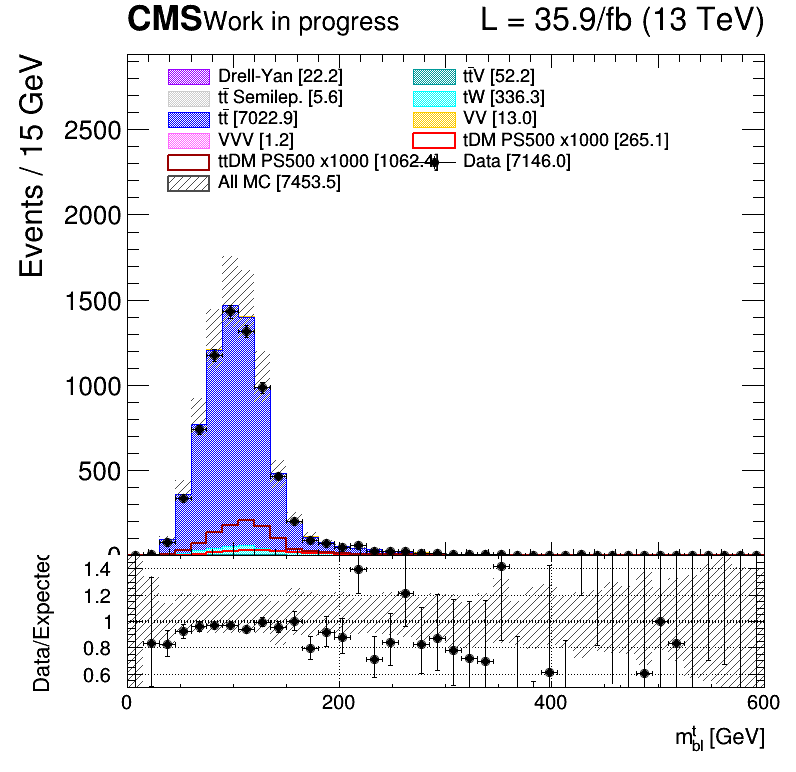 CMS Work in progress L = 35.9/fb (13 TeV)
Events / 15 GeV
2500
2000
1500
1000
500
0
Drell-Yan [22.2]
tt̄V [52.2]
tt̄ Semilep. [5.6]
tW [336.3]
tt̄ [7022.9]
VV [13.0]
VVV [1.2]
tDM PS500 x1000 [265.1]
ttDM PS500 x1000 [1062.4]
Data [7146.0]
All MC [7453.5]
Data/Expected
1.4
1.2
1
0.8
0.6
0 200 400 600
m^t_bl [GeV]